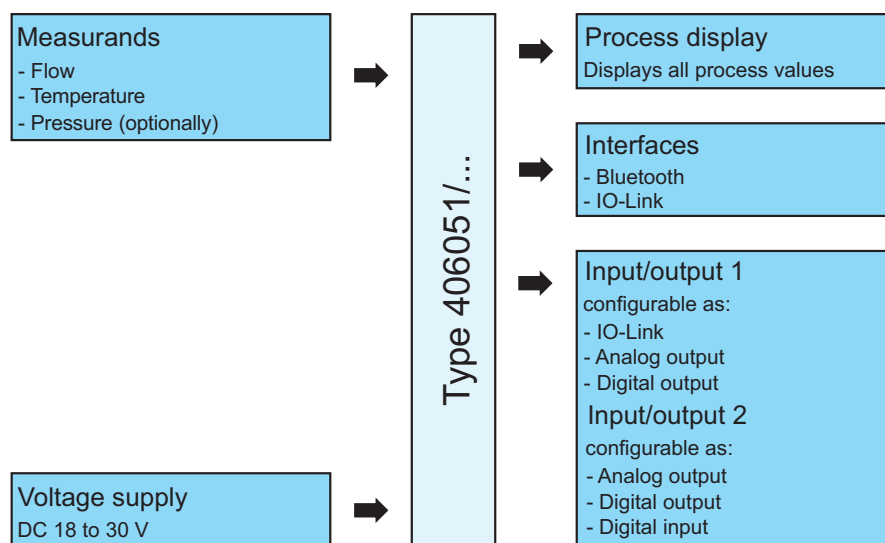 Measurands
- Flow
- Temperature
- Pressure (optionally)
Voltage supply
DC 18 to 30 V
Type 406051/...
Process display
Displays all process values
Interfaces
- Bluetooth
- IO-Link
Input/output 1
configurable as:
- IO-Link
- Analog output
- Digital output
Input/output 2
configurable as:
- Analog output
- Digital output
- Digital input